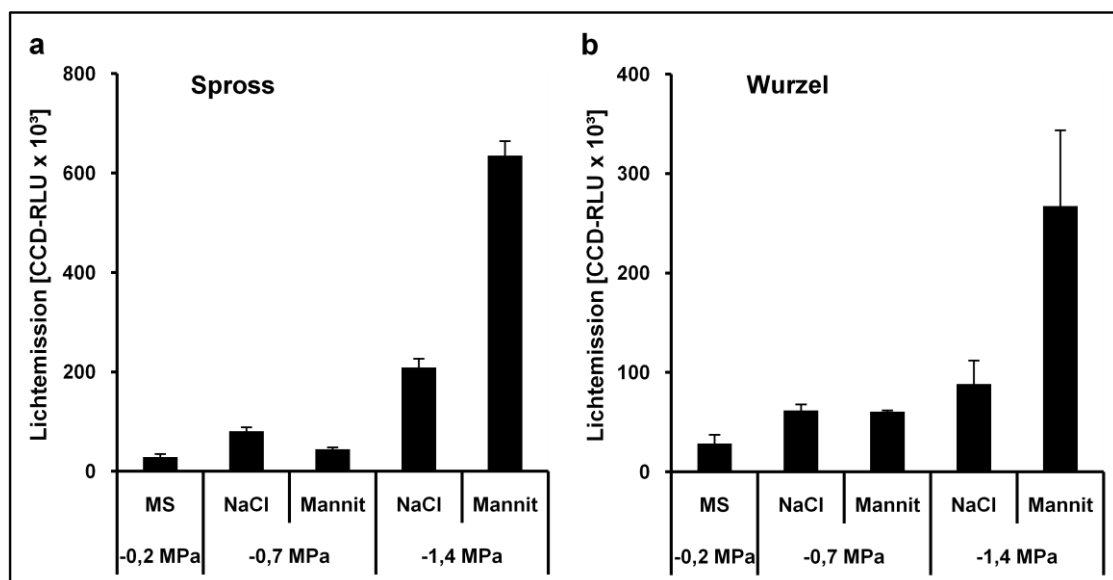 a
Spross
Lichtemission [CCD-RLU x 10³]
800
600
400
200
0
MS NaCl Mannit NaCl Mannit
-0,2 MPa -0,7 MPa -1,4 MPa
b
Wurzel
Lichtemission [CCD-RLU x 10³]
400
300
200
100
0
MS NaCl Mannit NaCl Mannit
-0,2 MPa -0,7 MPa -1,4 MPa